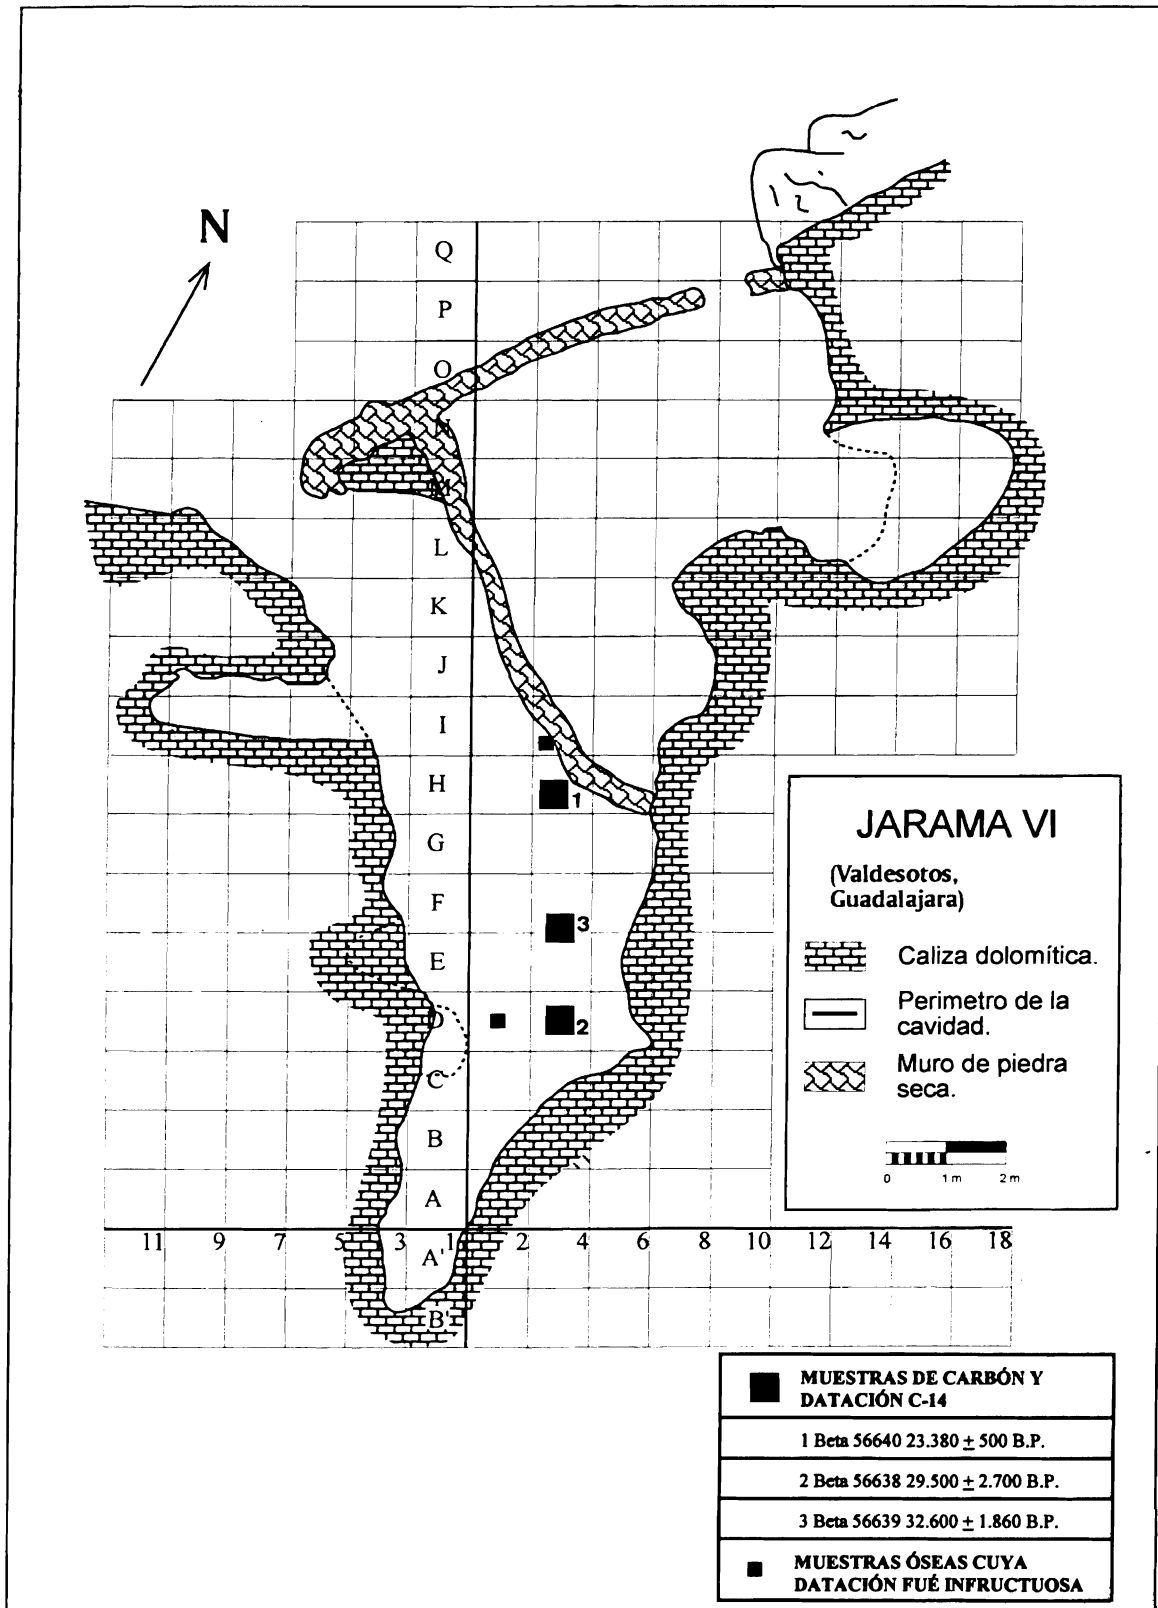 N
Q
P
O
N
M
L
K
J
I
H
1
G
F
3
E
D
2
C
B
A
11 9 7 5 3 1 2 4 6 8 10 12 14 16 18
A'
B'
JARAMA VI
(Valdesotos,
Guadalajara)
Caliza dolomítica.
Perimetro de la
cavidad.
Muro de piedra
seca.
0 1 m 2 m
MUESTRAS DE CARBÓN Y
DATACIÓN C-14
1 Beta 56640 23.380 ± 500 B.P.
2 Beta 56638 29.500 ± 2.700 B.P.
3 Beta 56639 32.600 ± 1.860 B.P.
MUESTRAS ÓSEAS CUYA
DATACIÓN FUÉ INFRUCTUOSA